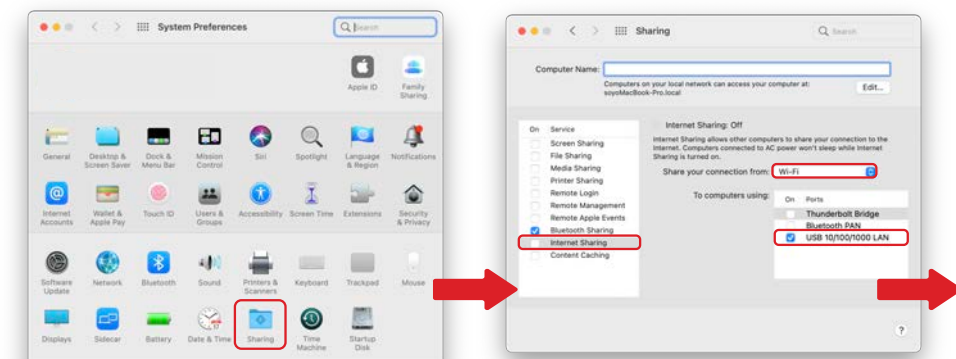 System Preferences
Search
Apple ID
Family
Sharing
General
Desktop &
Screen Saver
Dock &
Menu Bar
Mission
Control
Siri
Spotlight
Language
& Region
Notifications
Internet
Accounts
Wallet &
Apple Pay
Touch ID
Users &
Groups
Accessibility
Screen Time
Extensions
Security
& Privacy
Software
Update
Network
Bluetooth
Sound
Printers &
Scanners
Keyboard
Trackpad
Mouse
Displays
Sidecar
Battery
Date & Time
Sharing
Time
Machine
Startup
Disk
Sharing
Search
Computer Name:
Computers on your local network can access your computer at:
soyoMacBook-Pro.local
Edit...
On Service
Screen Sharing
File Sharing
Media Sharing
Printer Sharing
Remote Login
Remote Management
Remote Apple Events
Bluetooth Sharing
Internet Sharing
Content Caching
Internet Sharing: Off
Internet Sharing allows other computers to share your connection to the
Internet. Computers connected to AC power won't sleep while Internet
Sharing is turned on.
Share your connection from: Wi-Fi
To computers using:
On Ports
Thunderbolt Bridge
Bluetooth PAN
USB 10/100/1000 LAN
?